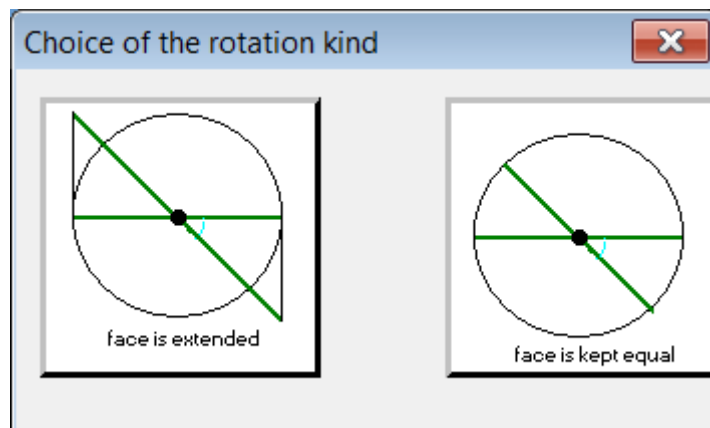 Choice of the rotation kind
face is extended
face is kept equal